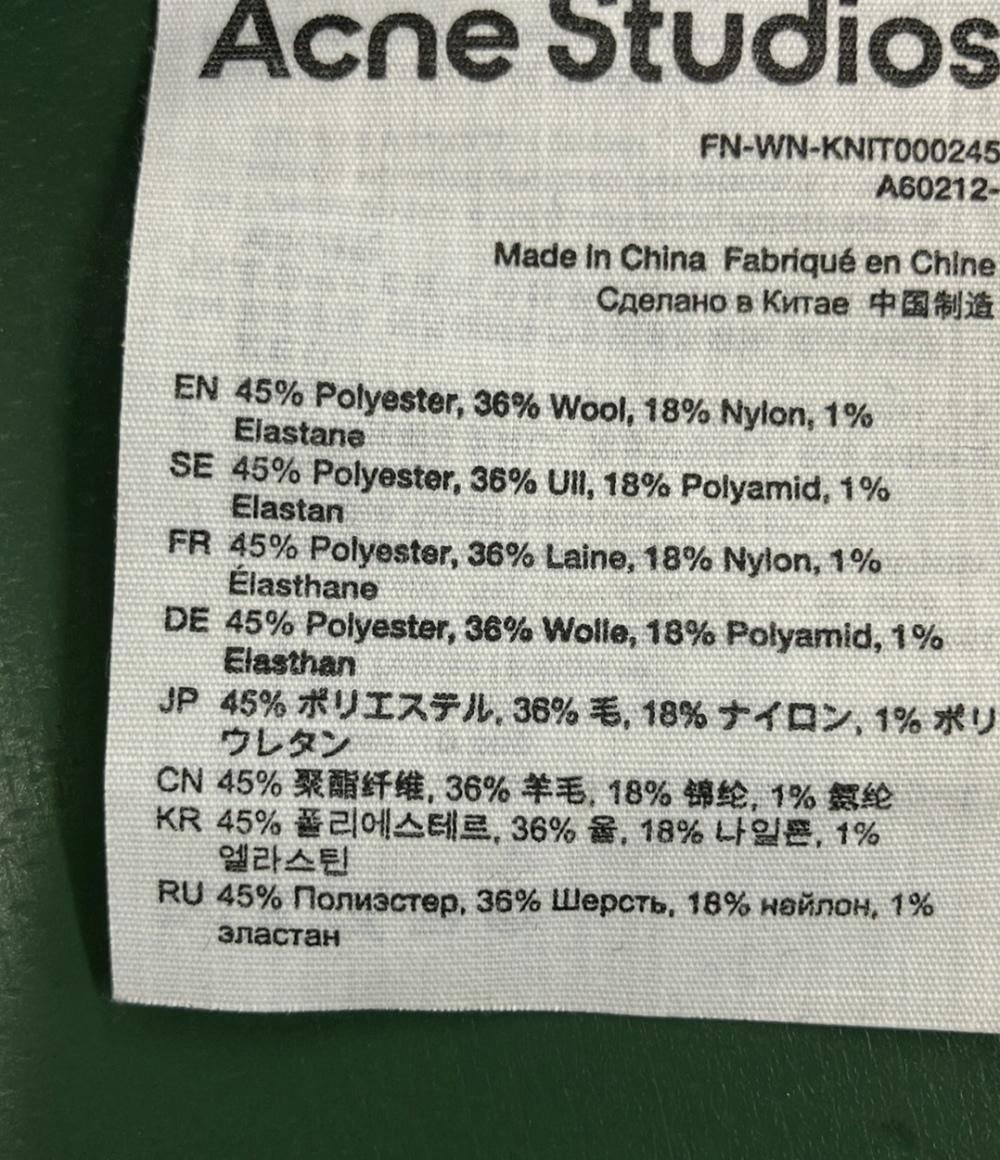 Acne Studios
FN-WN-KNIT000245
A60212-
Made in China Fabriqué en Chine
Сделано в Китае 中国制造
EN 45% Polyester, 36% Wool, 18% Nylon, 1%
Elastane
SE 45% Polyester, 36% Ull, 18% Polyamid, 1%
Elastan
FR 45% Polyester, 36% Laine, 18% Nylon, 1%
Élasthane
DE 45% Polyester, 36% Wolle, 18% Polyamid, 1%
Elasthan
JP 45% ポリエステル, 36% 毛, 18% ナイロン, 1% ポリ
ウレタン
CN 45% 聚酯纤维, 36% 羊毛, 18% 锦纶, 1% 氨纶
KR 45% 폴리에스테르, 36% 울, 18% 나일론, 1%
엘라스틴
RU 45% Полиэстер, 36% Шерсть, 18% нейлон, 1%
эластан